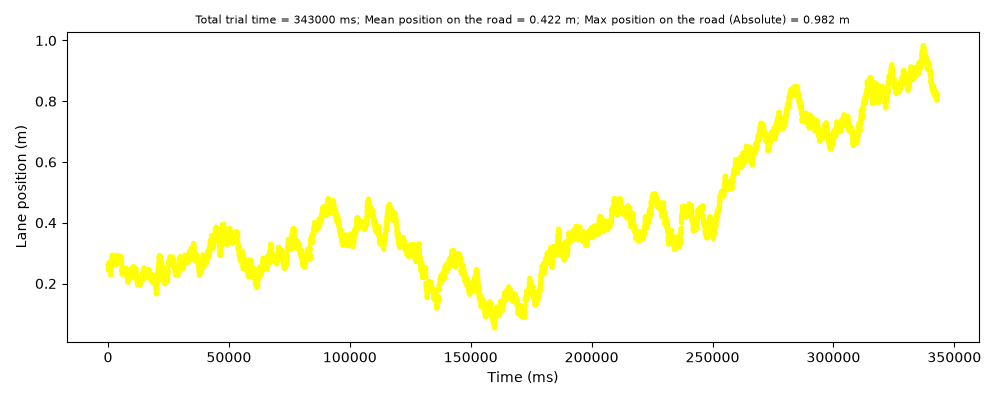 Total trial time = 343000 ms; Mean position on the road = 0.422 m; Max position on the road (Absolute) = 0.982 m
1.0
0.8
0.6
0.4
0.2
Lane position (m)
0 50000 100000 150000 200000 250000 300000 350000
Time (ms)